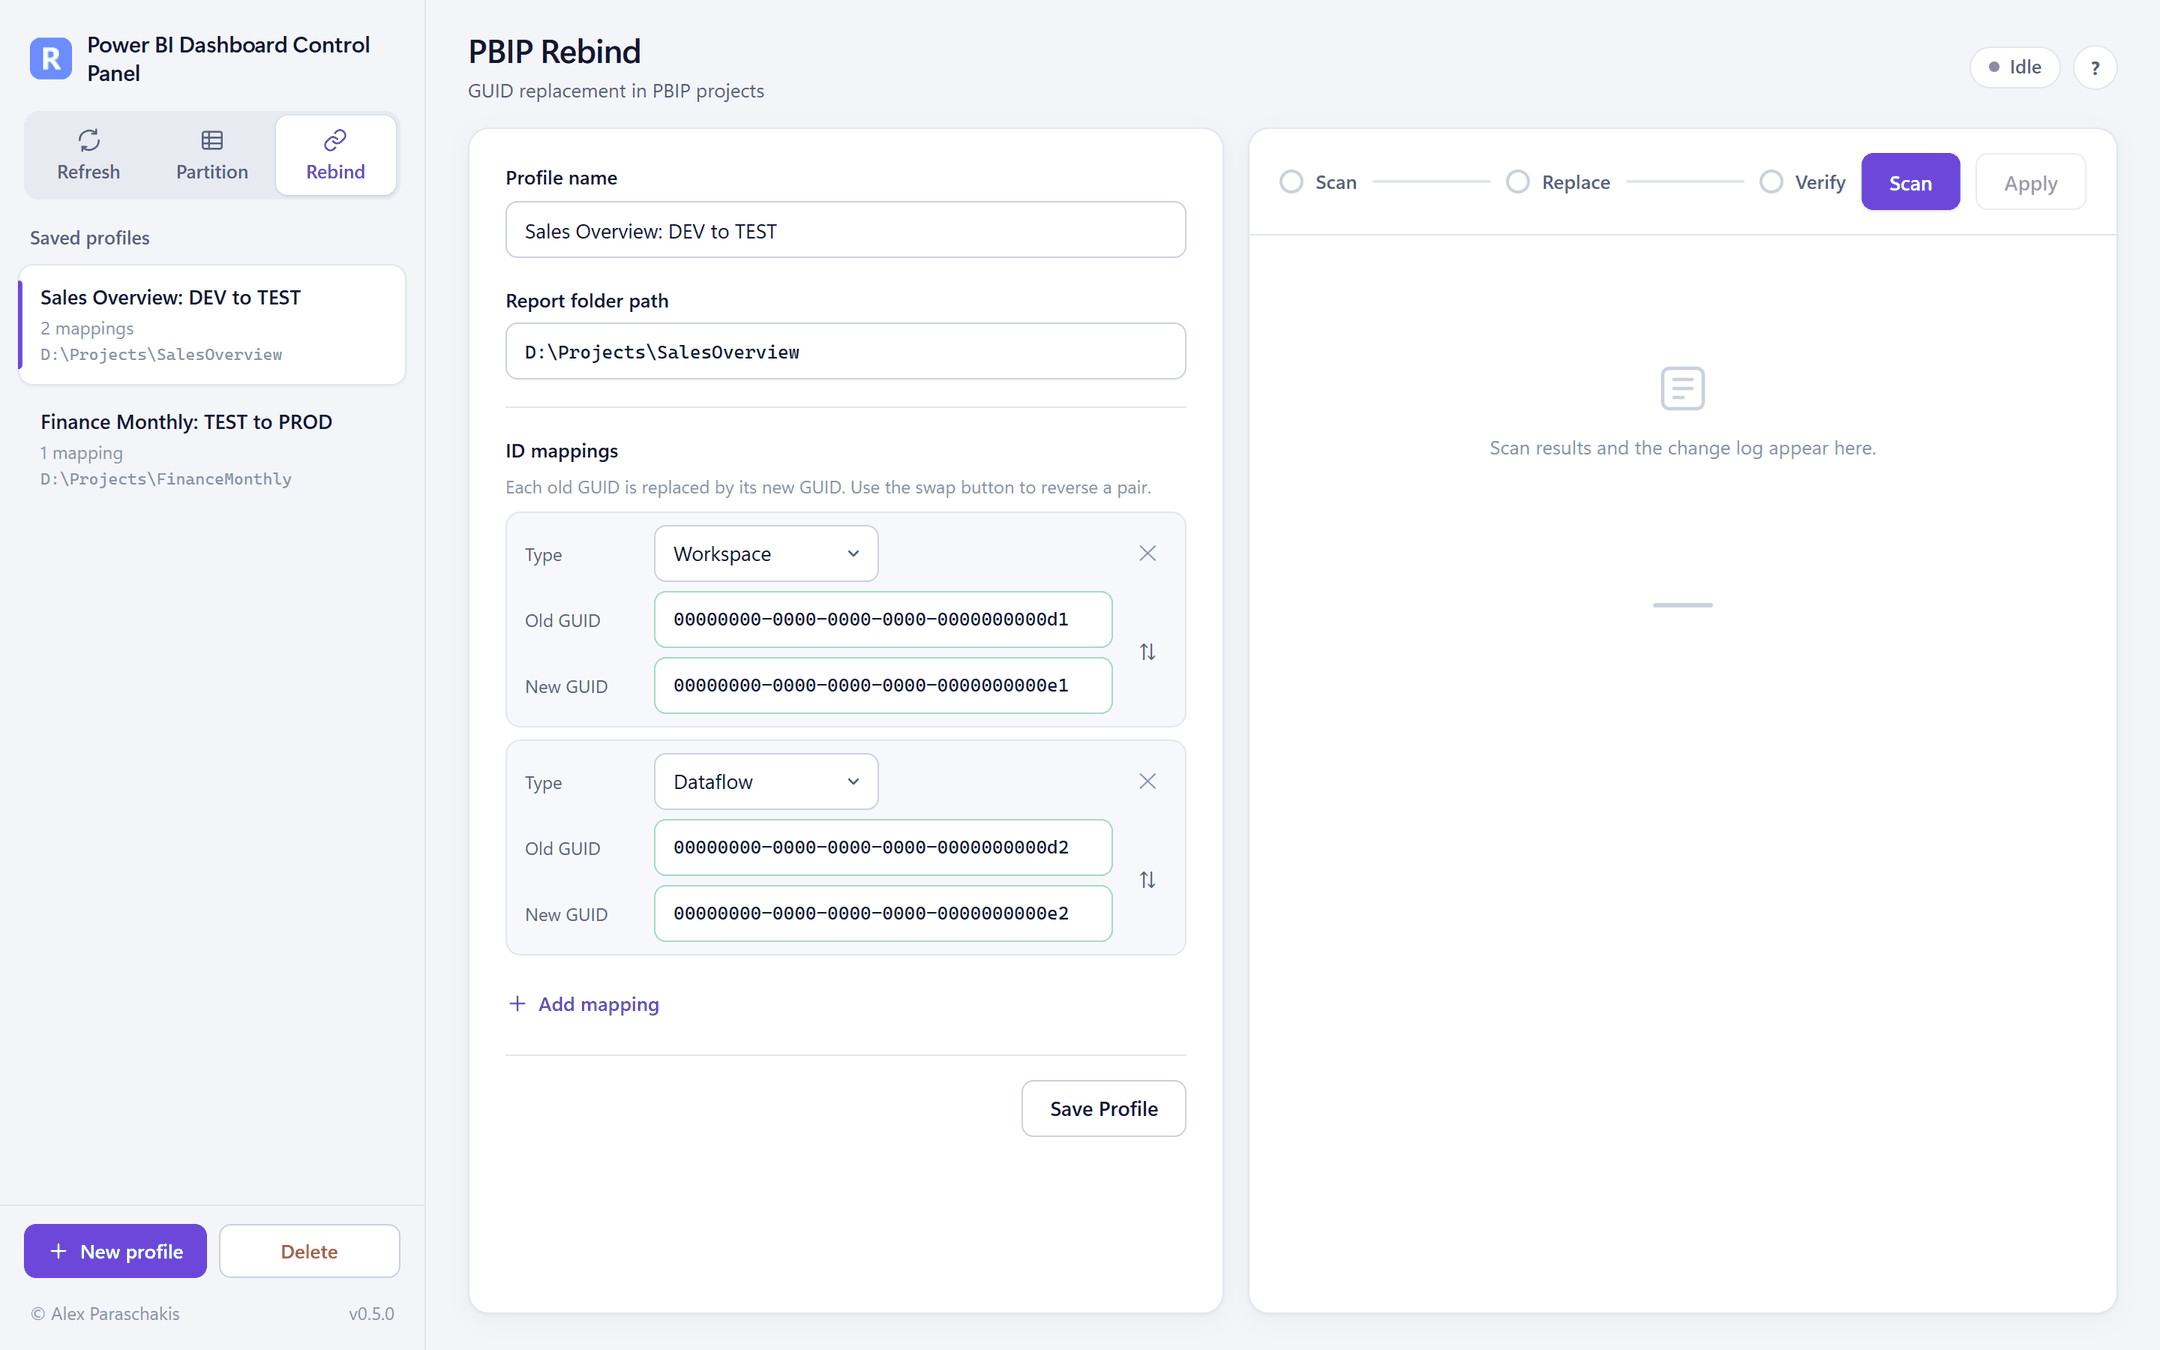 R
Power BI Dashboard Control
Panel
Refresh
Partition
Rebind
Saved profiles
Sales Overview: DEV to TEST
2 mappings
D:\Projects\SalesOverview
Finance Monthly: TEST to PROD
1 mapping
D:\Projects\FinanceMonthly
New profile
Delete
© Alex Paraschakis
v0.5.0
PBIP Rebind
GUID replacement in PBIP projects
Idle
?
Profile name
Sales Overview: DEV to TEST
Report folder path
D:\Projects\SalesOverview
ID mappings
Each old GUID is replaced by its new GUID. Use the swap button to reverse a pair.
Type
Workspace
Old GUID
00000000-0000-0000-0000-0000000000d1
New GUID
00000000-0000-0000-0000-0000000000e1
Type
Dataflow
Old GUID
00000000-0000-0000-0000-0000000000d2
New GUID
00000000-0000-0000-0000-0000000000e2
Add mapping
Save Profile
Scan
Replace
Verify
Scan
Apply
Scan results and the change log appear here.